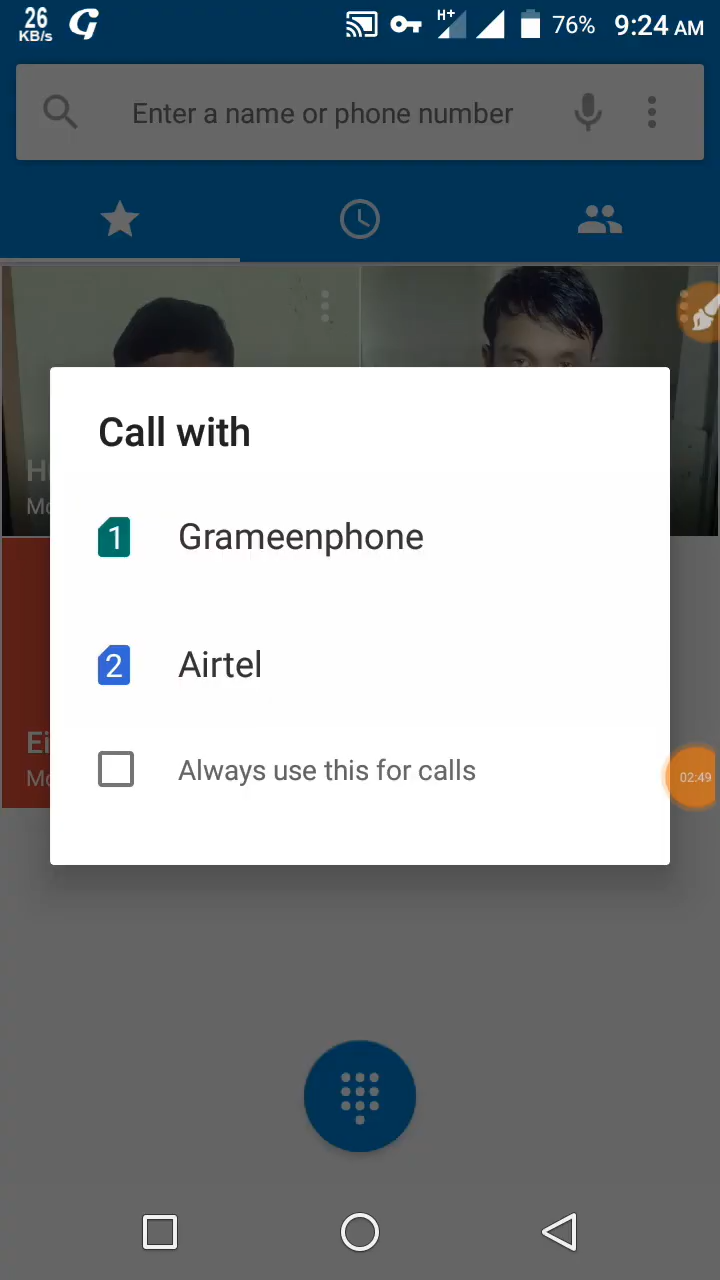 26
KB/s
H+
76%
9:24 AM
Enter a name or phone number
Call with
1 Grameenphone
2 Airtel
Always use this for calls
02:49